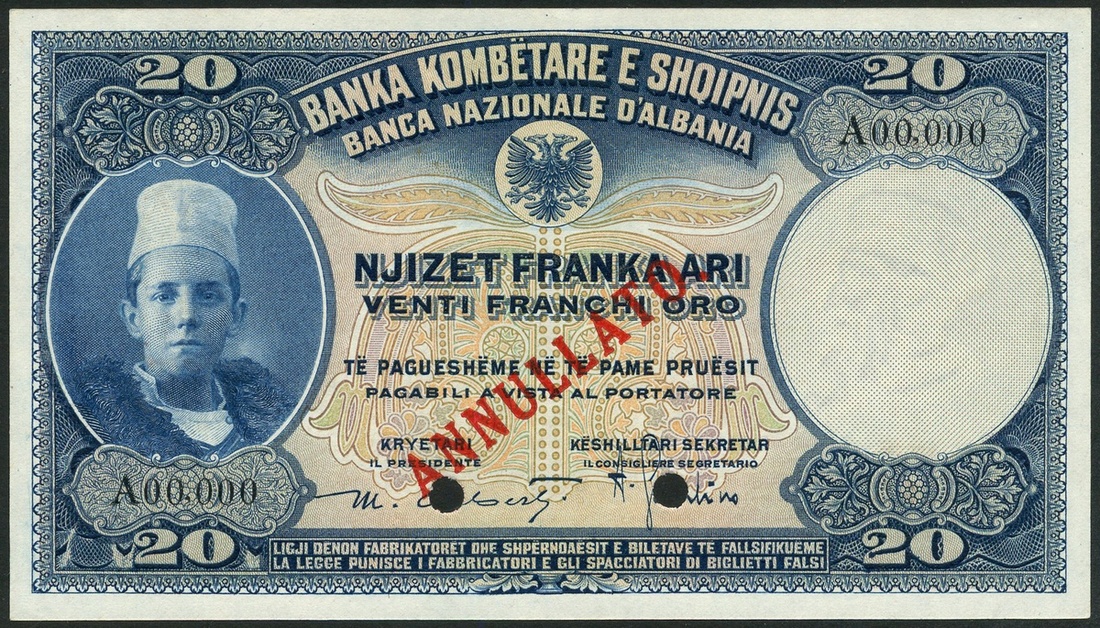 20
20
BANKA KOMBËTARE E SHQIPNIS
BANCA NAZIONALE D'ALBANIA
A00,000
NJIZET FRANKA ARI
VENTI FRANCHI ORO
ANNULLATO.
TË PAGUESHËME NË TË PAME PRUËSIT
PAGABILI A VISTA AL PORTATORE
KRYETARI
IL PRESIDENTE
KËSHILLTARI SEKRETAR
IL CONSIGLIERE SEGRETARIO
A00,000
20
20
LIGJI DENON FABRIKATORËT DHE SHPËRNDAËSIT E BILETAVE TË FALLSIFIKUEME
LA LEGGE PUNISCE I FABBRICATORI E GLI SPACCIATORI DI BIGLIETTI FALSI